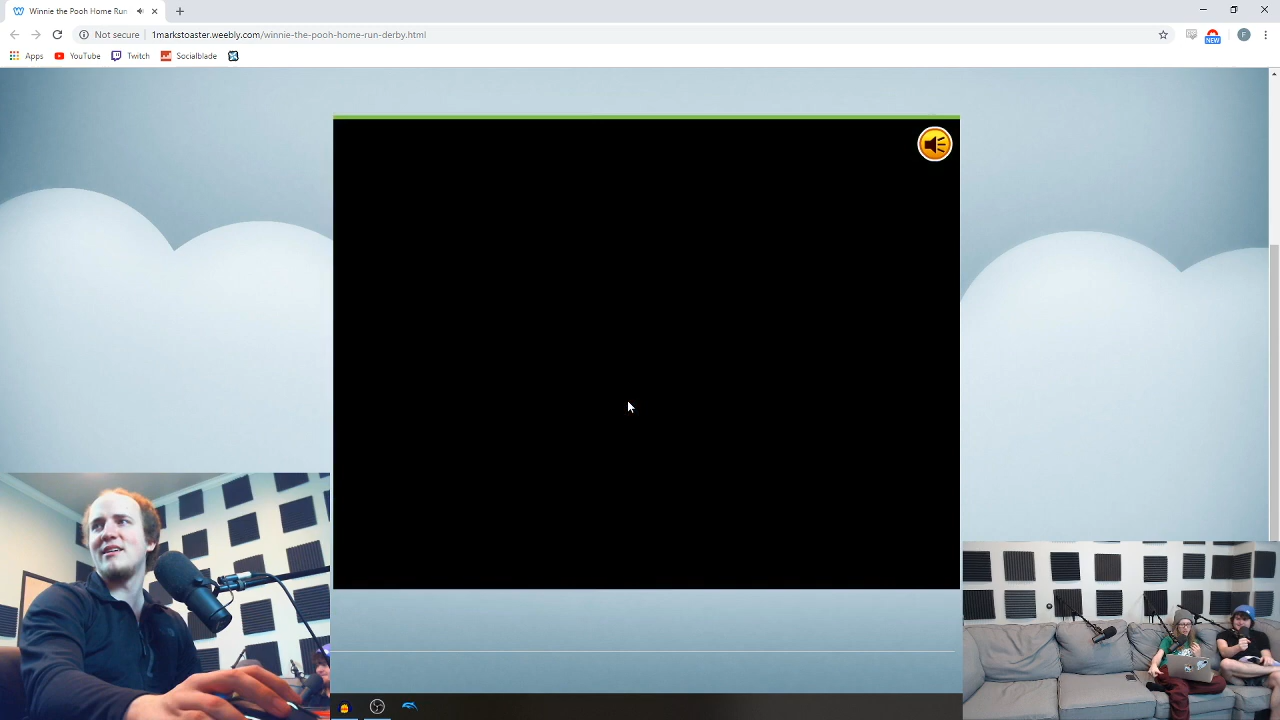 Winnie the Pooh Home Run
Not secure
1markstoaster.weebly.com/winnie-the-pooh-home-run-derby.html
NEW
F
Apps
YouTube
Twitch
Socialblade